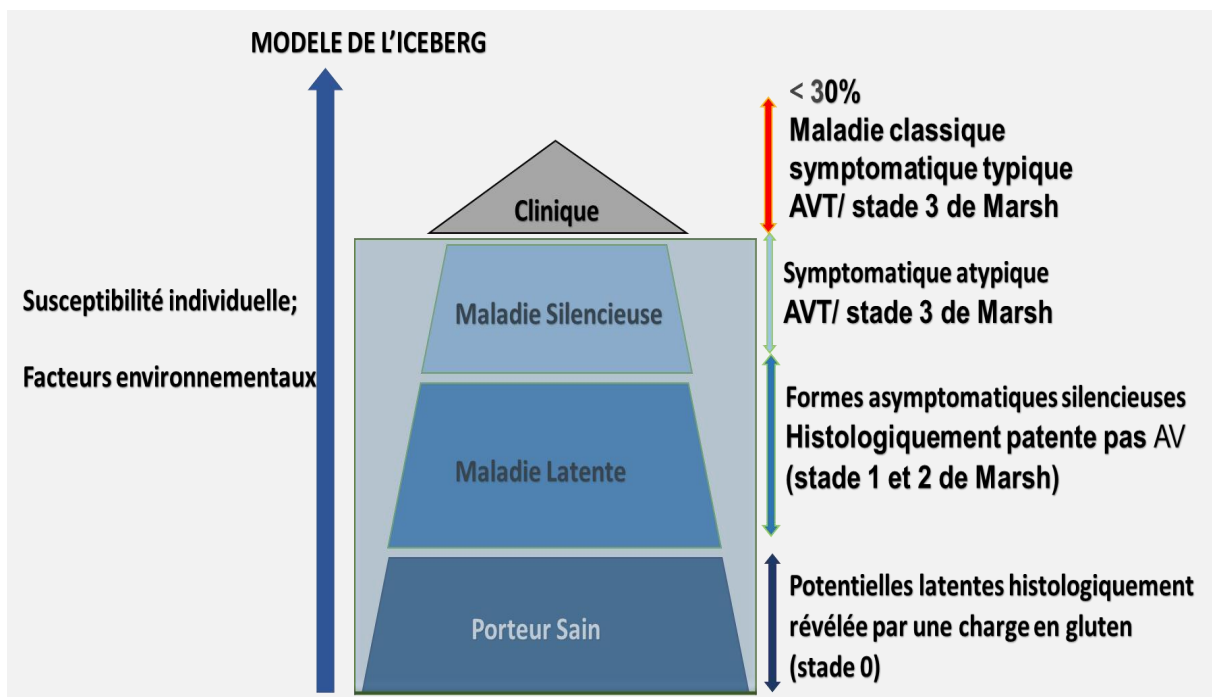 MODELE DE L'ICEBERG
Susceptibilité individuelle;
Facteurs environmentaux
Clinique
Maladie Silencieuse
Maladie Latente
Porteur Sain
< 30%
Maladie classique
symptomatique typique
AVT/ stade 3 de Marsh
Symptomatique atypique
AVT/ stade 3 de Marsh
Formes asymptomatiques silencieuses
Histologiquement patente pas AV
(stade 1 et 2 de Marsh)
Potentielles latentes histologiquement
révélée par une charge en gluten
(stade 0)